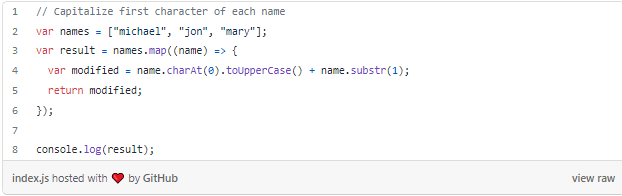 1 // Capitalize first character of each name
2 var names = ["michael", "jon", "mary"];
3 var result = names.map((name) => {
4   var modified = name.charAt(0).toUpperCase() + name.substr(1);
5   return modified;
6 });
7
8 console.log(result);
index.js hosted with ❤ by GitHub view raw